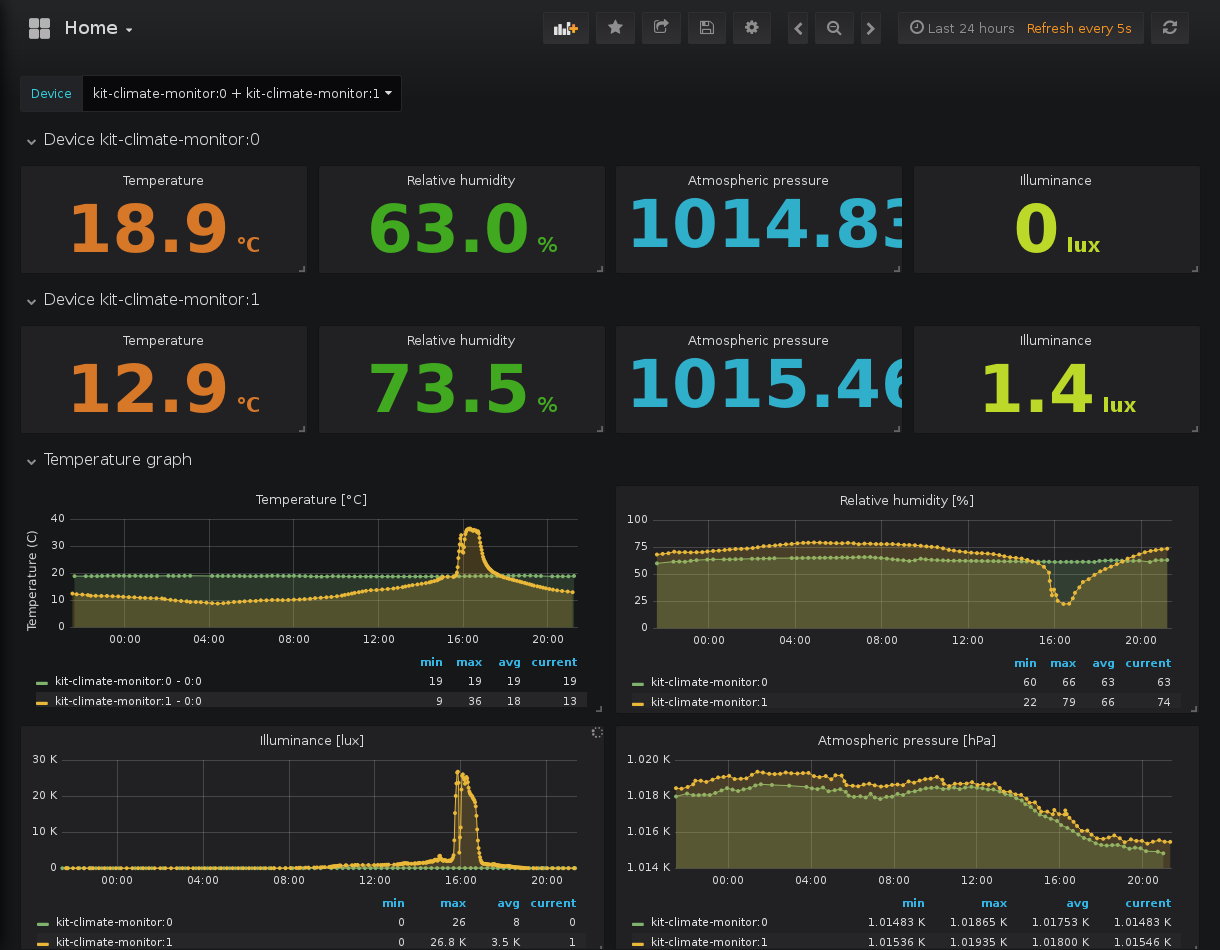 Home
Last 24 hours Refresh every 5s
Device kit-climate-monitor:0 + kit-climate-monitor:1
Device kit-climate-monitor:0
Temperature Relative humidity Atmospheric pressure Illuminance
18.9 °C 63.0 % 1014.83 0 lux
Device kit-climate-monitor:1
Temperature Relative humidity Atmospheric pressure Illuminance
12.9 °C 73.5 % 1015.46 1.4 lux
Temperature graph
Temperature [°C]
Temperature (C)
40
30
20
10
0
00:00 04:00 08:00 12:00 16:00 20:00
min max avg current
kit-climate-monitor:0 - 0:0 19 19 19 19
kit-climate-monitor:1 - 0:0 9 36 18 13
Relative humidity [%]
100
75
50
25
0
00:00 04:00 08:00 12:00 16:00 20:00
min max avg current
kit-climate-monitor:0 60 66 63 63
kit-climate-monitor:1 22 79 66 74
Illuminance [lux]
30 K
20 K
10 K
0
00:00 04:00 08:00 12:00 16:00 20:00
min max avg current
kit-climate-monitor:0 0 26 8 0
kit-climate-monitor:1 0 26.8 K 3.5 K 1
Atmospheric pressure [hPa]
1.020 K
1.018 K
1.016 K
1.014 K
00:00 04:00 08:00 12:00 16:00 20:00
min max avg current
kit-climate-monitor:0 1.01483 K 1.01865 K 1.01753 K 1.01483 K
kit-climate-monitor:1 1.01536 K 1.01935 K 1.01800 K 1.01546 K